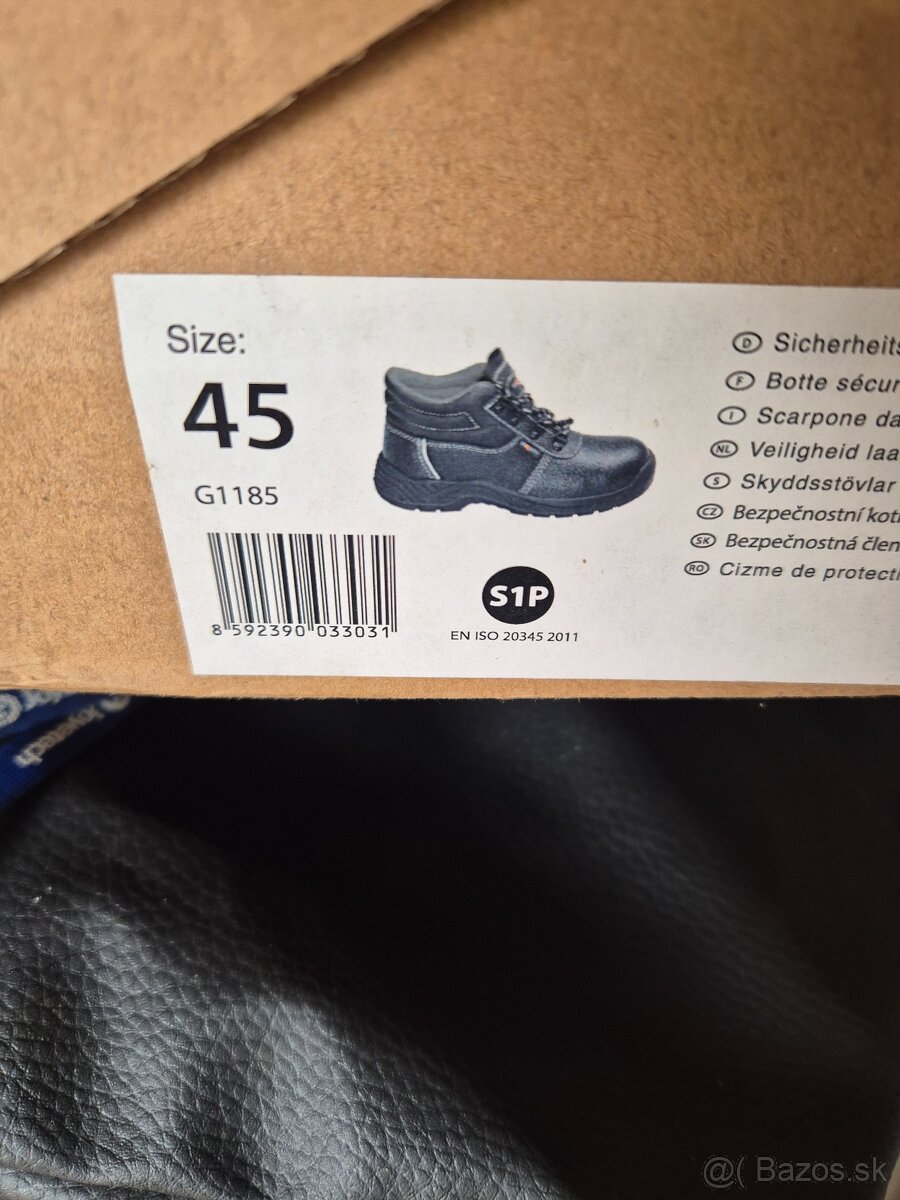 Size:
45
G1185
8 592390 033031
S1P
EN ISO 20345 2011
D Sicherheits
F Botte sécur
I Scarpone da
NL Veiligheid laa
S Skyddsstövlar
CZ Bezpečnostní kot
SK Bezpečnostná člen
RO Cizme de protecti
@( Bazos.sk